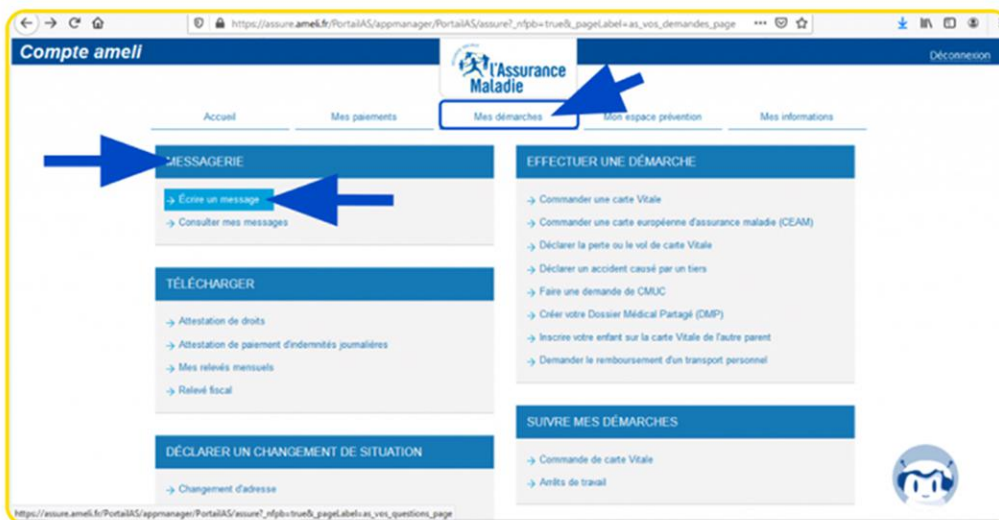 https://assure.ameli.fr/PortailAS/appmanager/PortailAS/assure?_nfpb=true&_pageLabel=as_vos_demandes_page
Compte ameli
l'Assurance
Maladie
Déconnexion
Accueil
Mes paiements
Mes démarches
Mon espace prévention
Mes informations
MESSAGERIE
→ Écrire un message
→ Consulter mes messages
TÉLÉCHARGER
→ Attestation de droits
→ Attestation de paiement d'indemnités journalières
→ Mes relevés mensuels
→ Relevé fiscal
DÉCLARER UN CHANGEMENT DE SITUATION
→ Changement d'adresse
EFFECTUER UNE DÉMARCHE
→ Commander une carte Vitale
→ Commander une carte européenne d'assurance maladie (CEAM)
→ Déclarer la perte ou le vol de carte Vitale
→ Déclarer un accident causé par un tiers
→ Faire une demande de CMUC
→ Créer votre Dossier Médical Partagé (DMP)
→ Inscrire votre enfant sur la carte Vitale de l'autre parent
→ Demander le remboursement d'un transport personnel
SUIVRE MES DÉMARCHES
→ Commande de carte Vitale
→ Arrêts de travail
https://assure.ameli.fr/PortailAS/appmanager/PortailAS/assure?_nfpb=true&_pageLabel=as_vos_questions_page